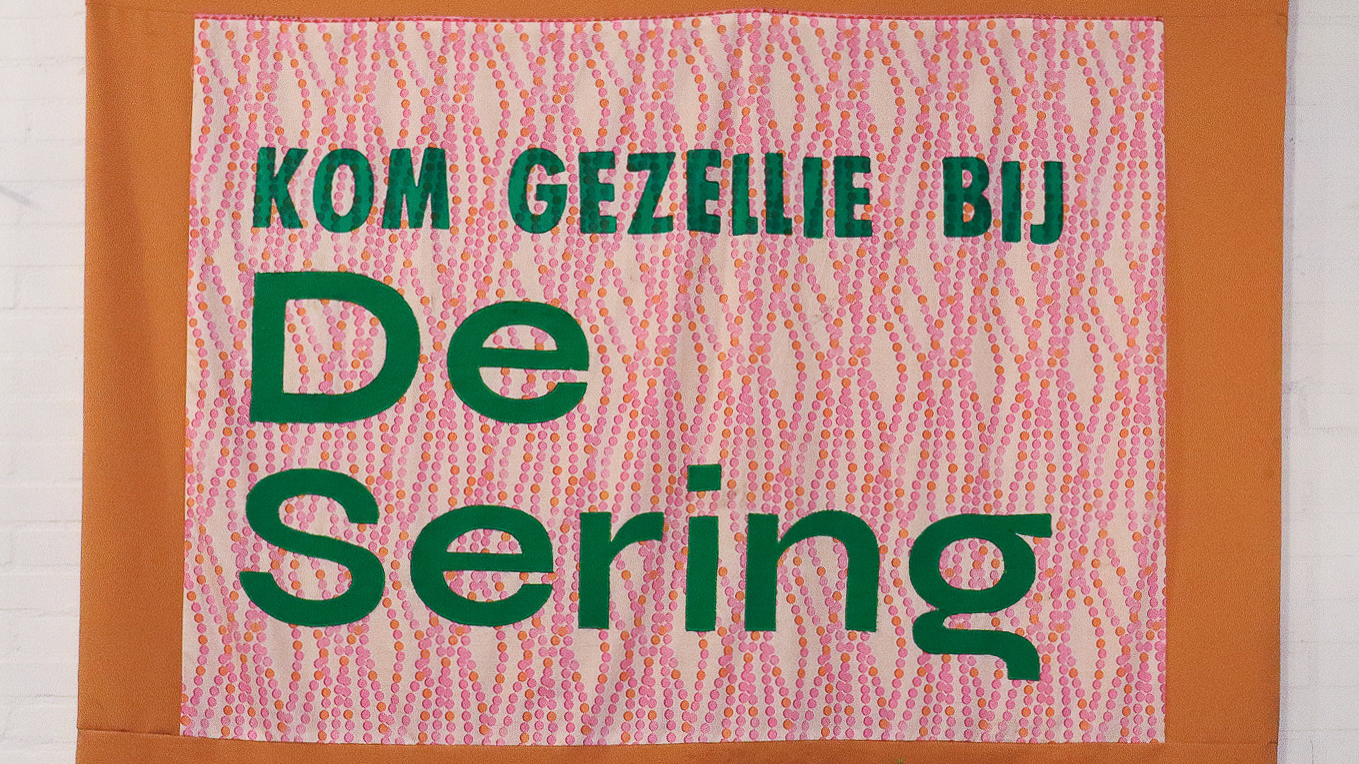 KOM GEZELLIE BIJ
De
Sering